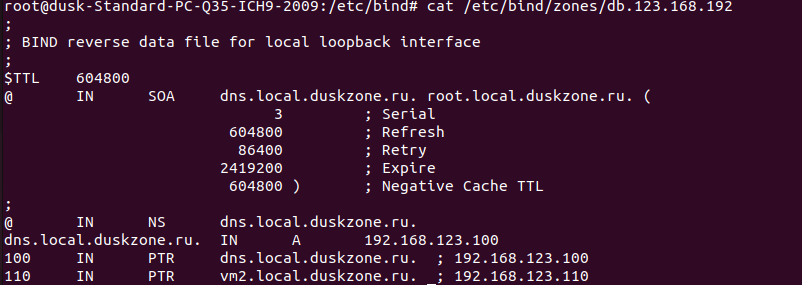 root@dusk-Standard-PC-Q35-ICH9-2009:/etc/bind# cat /etc/bind/zones/db.123.168.192
;
; BIND reverse data file for local loopback interface
;
$TTL    604800
@       IN      SOA     dns.local.duskzone.ru. root.local.duskzone.ru. (
                              3         ; Serial
                         604800         ; Refresh
                          86400         ; Retry
                        2419200         ; Expire
                         604800 )       ; Negative Cache TTL
;
@       IN      NS      dns.local.duskzone.ru.
dns.local.duskzone.ru.  IN      A       192.168.123.100
100     IN      PTR     dns.local.duskzone.ru.  ; 192.168.123.100
110     IN      PTR     vm2.local.duskzone.ru.  ; 192.168.123.110